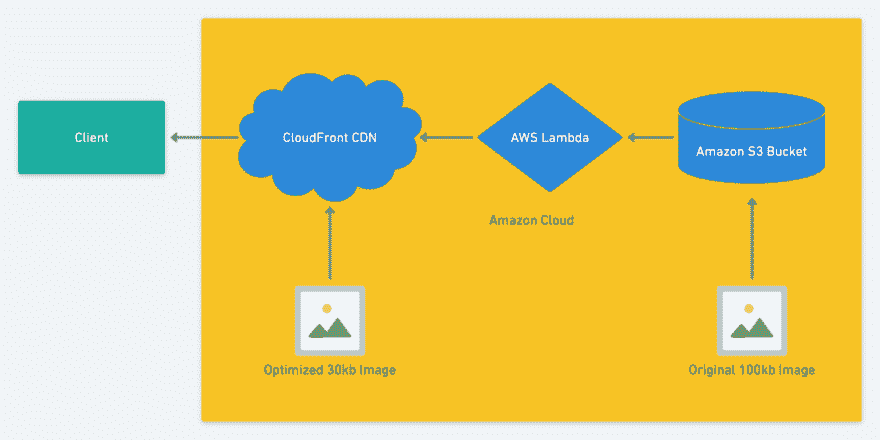 Client
CloudFront CDN
AWS Lambda
Amazon S3 Bucket
Amazon Cloud
Optimized 30kb Image
Original 100kb Image